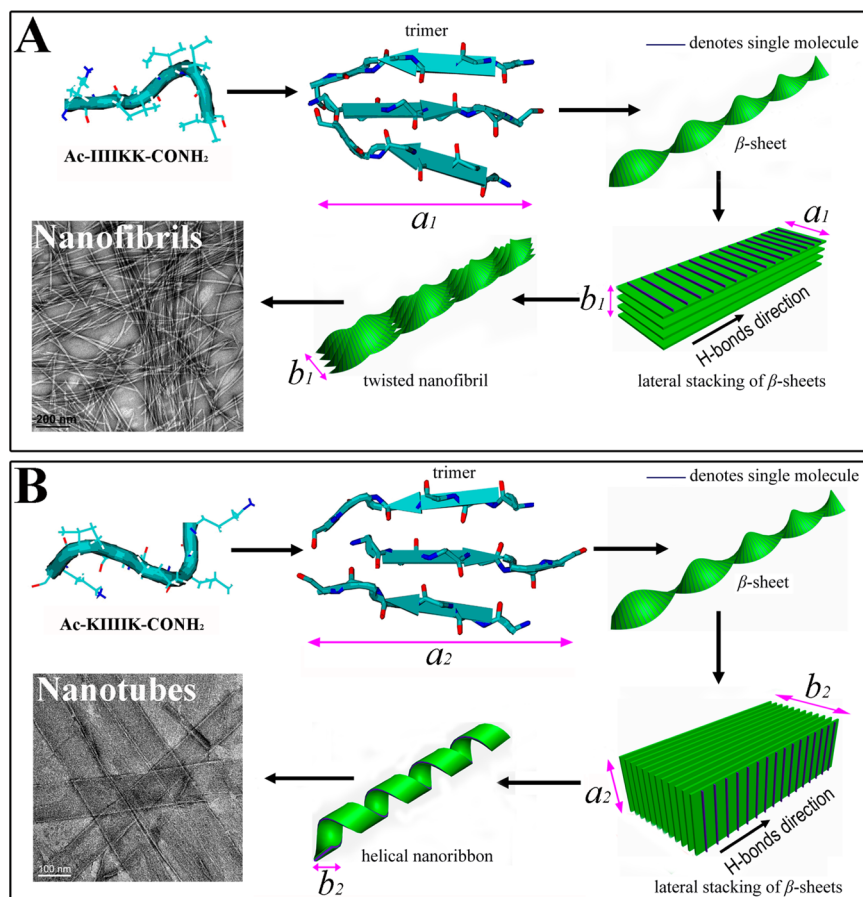 A
trimer
denotes single molecule
Ac-IIIIKK-CONH₂
β-sheet
a₁
Nanofibrils
200 nm
b₁
twisted nanofibril
a₁
b₁
H-bonds direction
lateral stacking of β-sheets
B
trimer
denotes single molecule
Ac-KIIIIK-CONH₂
β-sheet
a₂
Nanotubes
100 nm
b₂
helical nanoribbon
b₂
a₂
H-bonds direction
lateral stacking of β-sheets